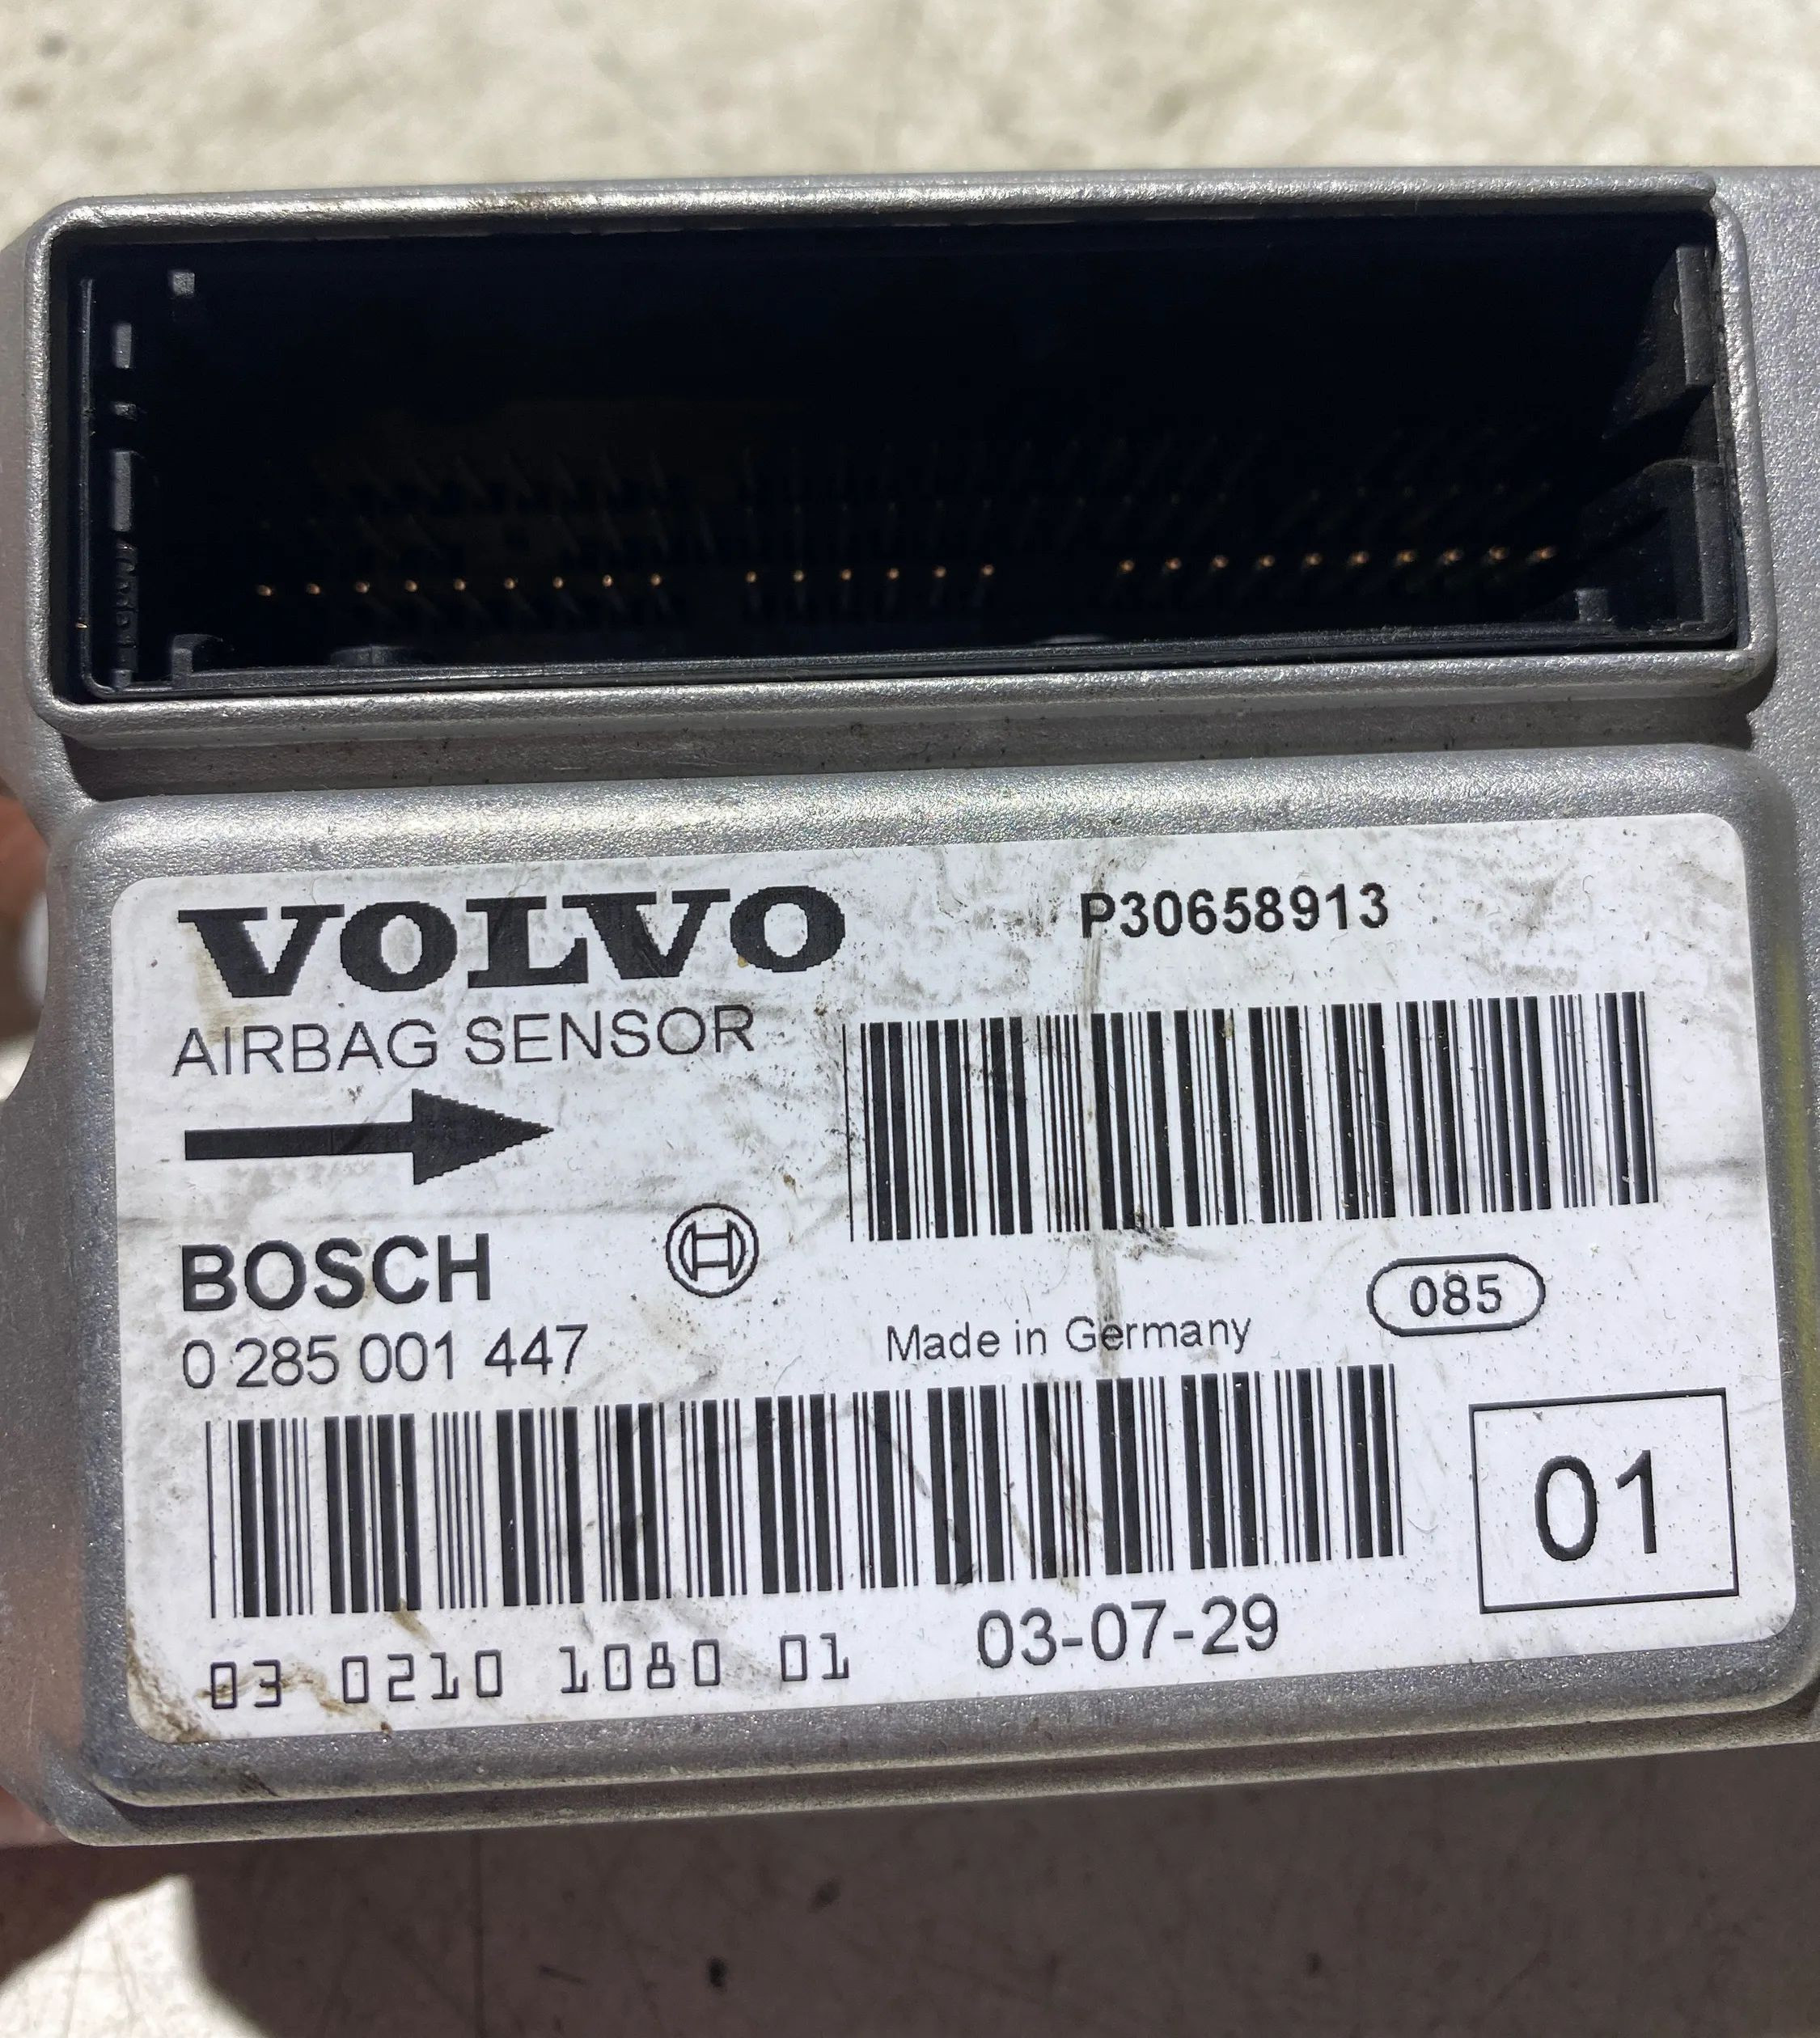 VOLVO
P30658913
AIRBAG SENSOR
BOSCH
085
0 285 001 447
Made in Germany
01
03 0210 1080 01
03-07-29